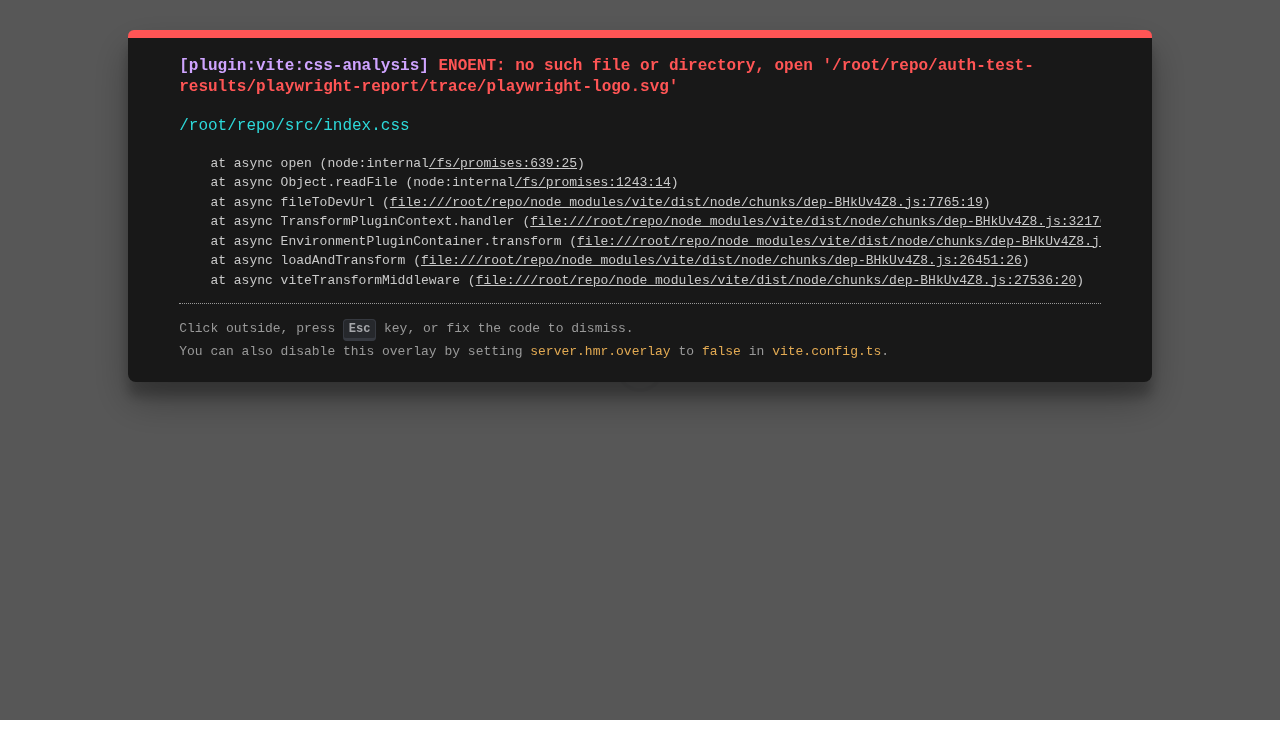 [plugin:vite:css-analysis] ENOENT: no such file or directory, open '/root/repo/auth-test-
results/playwright-report/trace/playwright-logo.svg'
/root/repo/src/index.css
at async open (node:internal/fs/promises:639:25)
at async Object.readFile (node:internal/fs/promises:1243:14)
at async fileToDevUrl (file:///root/repo/node_modules/vite/dist/node/chunks/dep-BHkUv4Z8.js:7765:19)
at async TransformPluginContext.handler (file:///root/repo/node_modules/vite/dist/node/chunks/dep-BHkUv4Z8.js:3217
at async EnvironmentPluginContainer.transform (file:///root/repo/node_modules/vite/dist/node/chunks/dep-BHkUv4Z8.j
at async loadAndTransform (file:///root/repo/node_modules/vite/dist/node/chunks/dep-BHkUv4Z8.js:26451:26)
at async viteTransformMiddleware (file:///root/repo/node_modules/vite/dist/node/chunks/dep-BHkUv4Z8.js:27536:20)
Click outside, press Esc key, or fix the code to dismiss.
You can also disable this overlay by setting server.hmr.overlay to false in vite.config.ts.